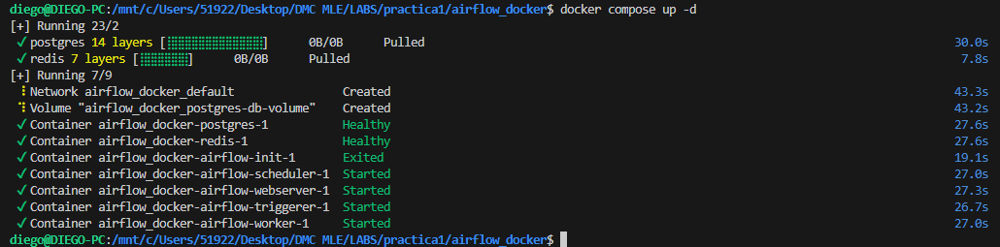 diego@DIEGO-PC:/mnt/c/Users/51922/Desktop/DMC MLE/LABS/practica1/airflow_docker$ docker compose up -d
[+] Running 23/2
✓ postgres 14 layers [⣿⣿⣿⣿⣿⣿⣿⣿⣿⣿⣿⣿⣿⣿] 0B/0B Pulled 30.0s
✓ redis 7 layers [⣿⣿⣿⣿⣿⣿⣿] 0B/0B Pulled 7.8s
[+] Running 7/9
⠸ Network airflow_docker_default Created 43.3s
⠹ Volume "airflow_docker_postgres-db-volume" Created 43.2s
✓ Container airflow_docker-postgres-1 Healthy 27.6s
✓ Container airflow_docker-redis-1 Healthy 27.6s
✓ Container airflow_docker-airflow-init-1 Exited 19.1s
✓ Container airflow_docker-airflow-scheduler-1 Started 27.0s
✓ Container airflow_docker-airflow-webserver-1 Started 27.3s
✓ Container airflow_docker-airflow-triggerer-1 Started 26.7s
✓ Container airflow_docker-airflow-worker-1 Started 27.0s
diego@DIEGO-PC:/mnt/c/Users/51922/Desktop/DMC MLE/LABS/practica1/airflow_docker$